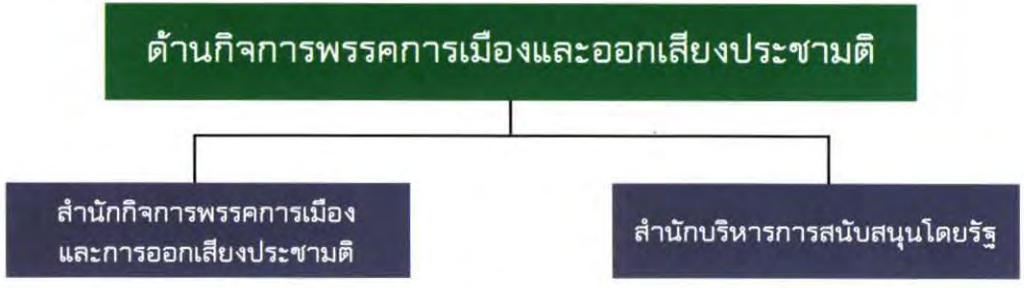 ด้านกิจการพรรคการเมืองและออกเสียงประชามติ
สำนักกิจการพรรคการเมือง
และการออกเสียงประชามติ
สำนักบริหารการสนับสนุนโดยรัฐ